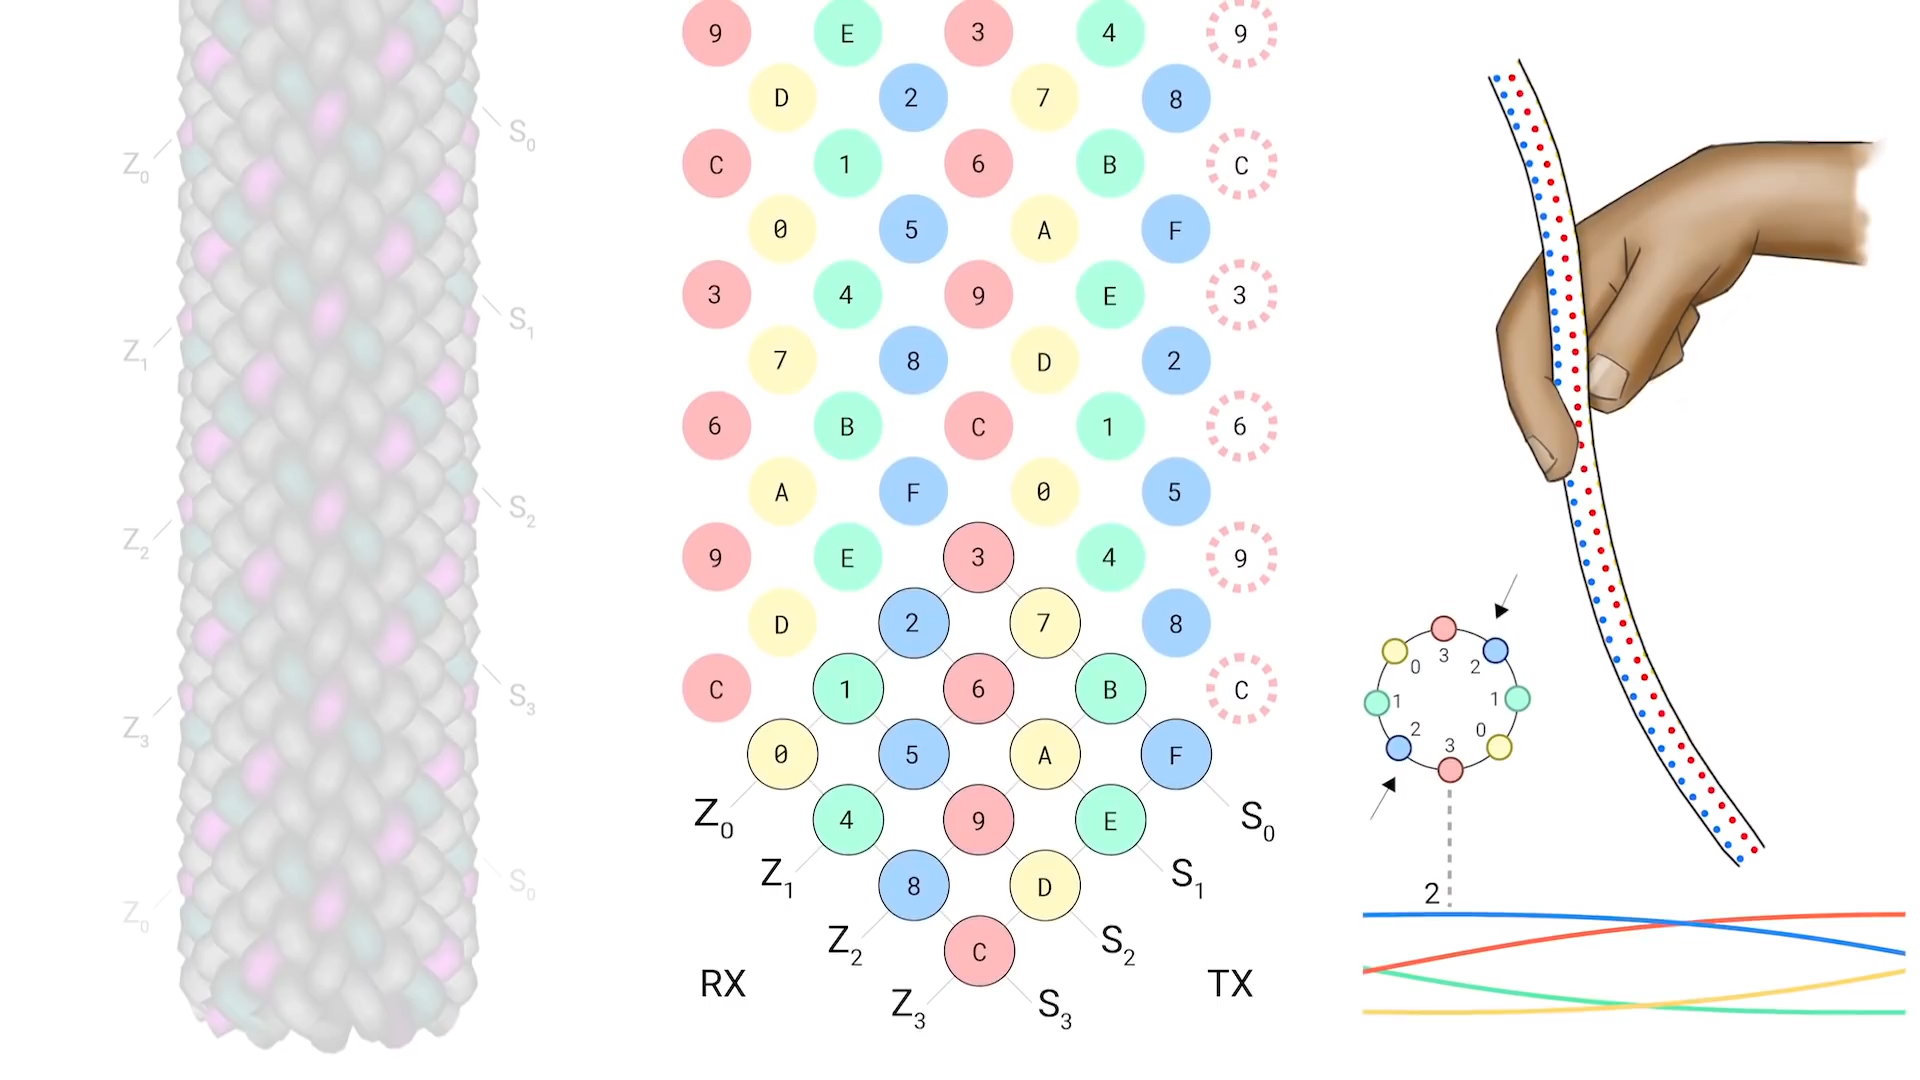 Z0
Z1
Z2
Z3
Z0
S0
S1
S2
S3
S0
9 E 3 4 9
D 2 7 8
C 1 6 B C
0 5 A F
3 4 9 E 3
7 8 D 2
6 B C 1 6
A F 0 5
9 E 3 4 9
D 2 7 8
C 1 6 B C
0 5 A F
Z0 4 9 E S0
Z1 8 D S1
Z2 C S2
RX TX
Z3 S3
0 3 2
1 1
2 3 0
2